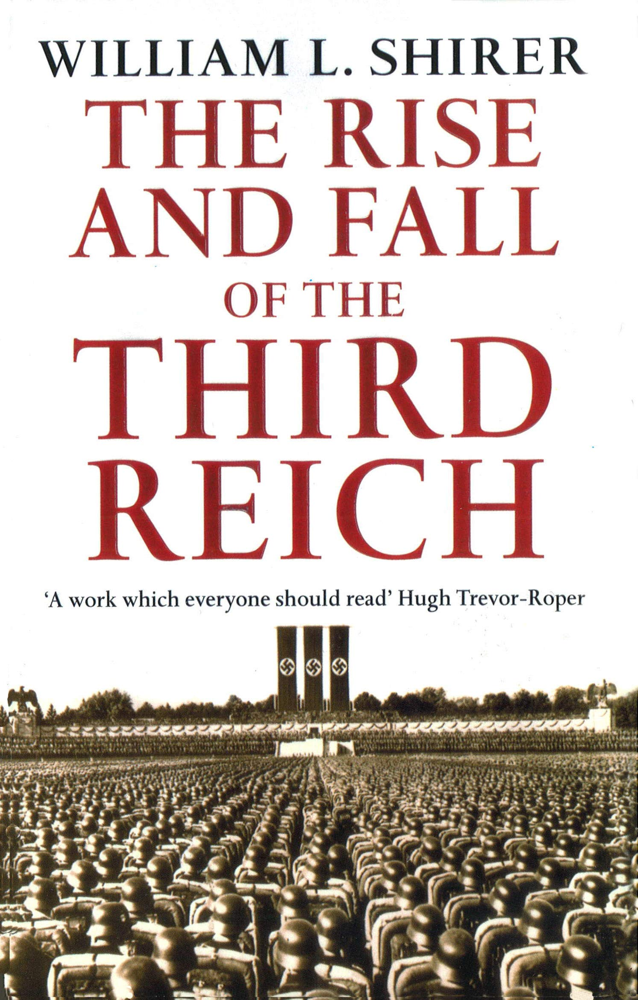 WILLIAM L. SHIRER
THE RISE
AND FALL
OF THE
THIRD
REICH
‘A work which everyone should read’ Hugh Trevor-Roper